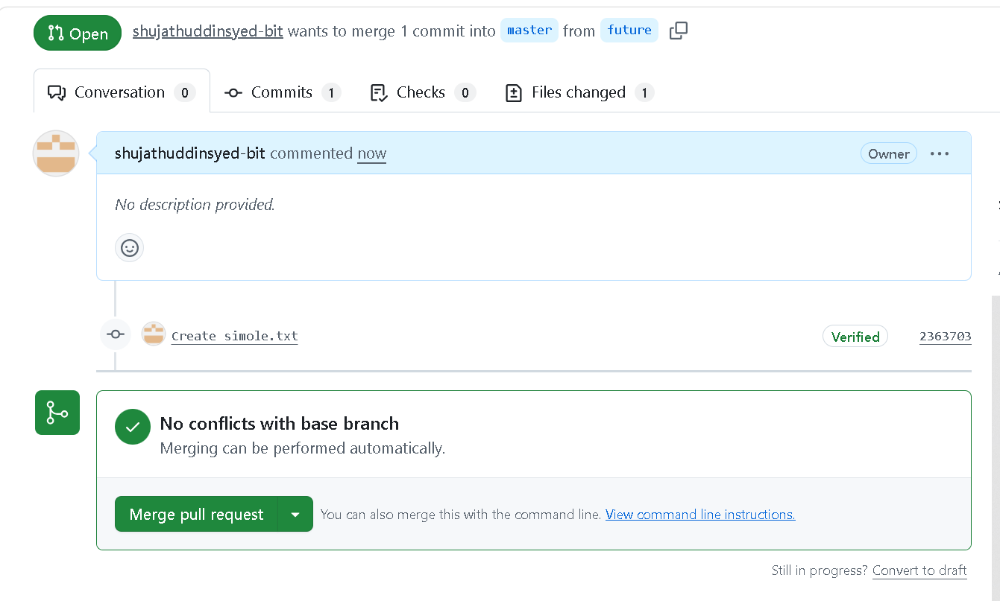 Open shujathuddinsyed-bit wants to merge 1 commit into master from future
Conversation 0 Commits 1 Checks 0 Files changed 1
shujathuddinsyed-bit commented now Owner
No description provided.
Create simole.txt Verified 2363703
No conflicts with base branch
Merging can be performed automatically.
Merge pull request You can also merge this with the command line. View command line instructions.
Still in progress? Convert to draft